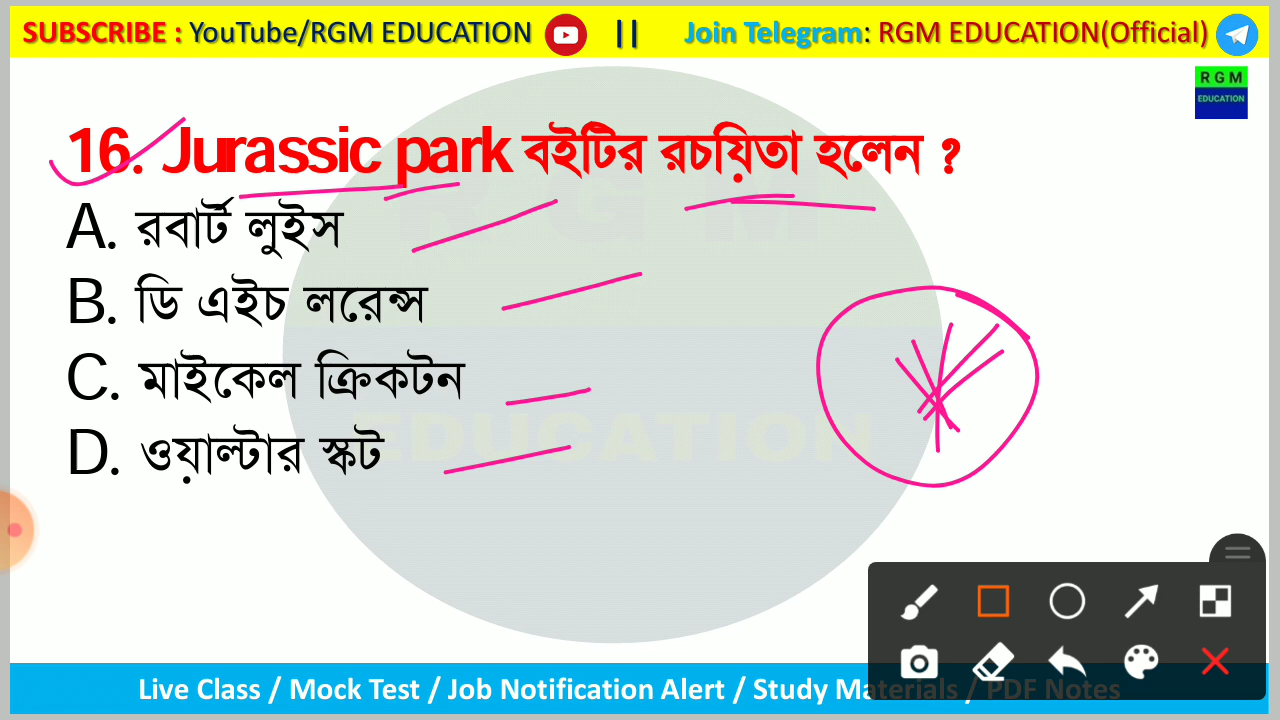 SUBSCRIBE : YouTube/RGM EDUCATION || Join Telegram: RGM EDUCATION(Official)
R G M
EDUCATION
16. Jurassic park বইটির রচয়িতা হলেন ?
A. রবার্ট লুইস
B. ডি এইচ লরেন্স
C. মাইকেল ক্রিকটন
D. ওয়াল্টার স্কট
RGM
EDUCATION
Live Class / Mock Test / Job Notification Alert / Study Materials / PDF Notes